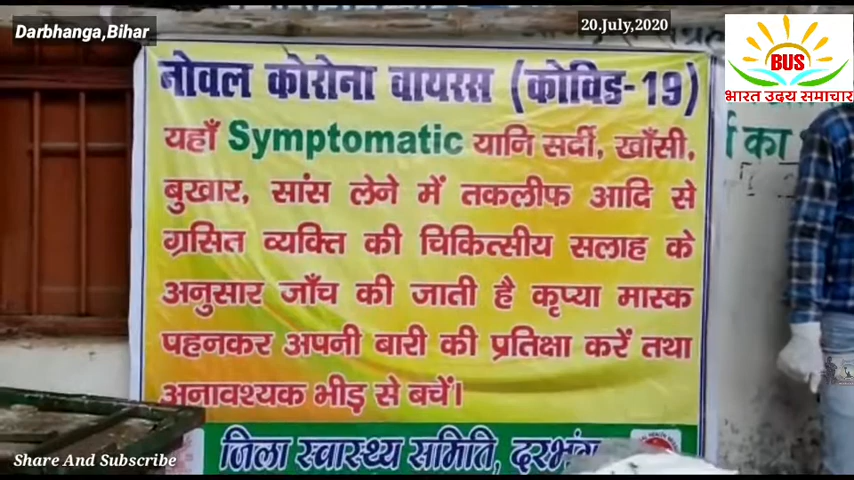 Darbhanga,Bihar
20.July,2020
BUS
भारत उदय समाचार
नोवल कोरोना वायरस (कोविड-19)
यहाँ Symptomatic यानि सर्दी, खाँसी,
बुखार, सांस लेने में तकलीफ आदि से
ग्रसित व्यक्ति की चिकित्सीय सलाह के
अनुसार जाँच की जाती है कृप्या मास्क
पहनकर अपनी बारी की प्रतिक्षा करें तथा
अनावश्यक भीड़ से बचें।
जिला स्वास्थ्य समिति, दरभंगा
का
Share And Subscribe